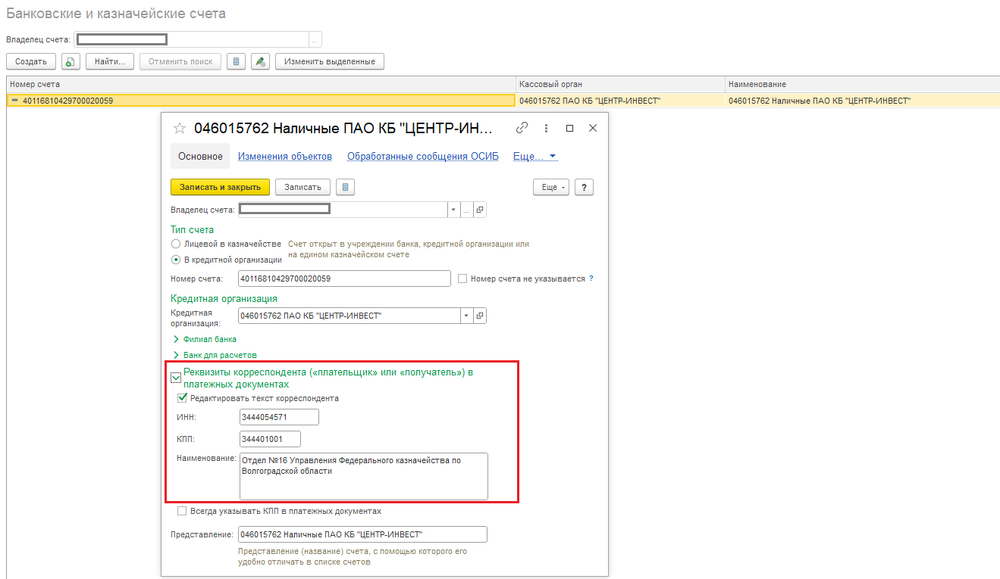 Банковские и казначейские счета
Владелец счета:
...
Создать Найти... Отменить поиск Изменить выделенные
Номер счета Кассовый орган Наименование
40116810429700020059 046015762 ПАО КБ "ЦЕНТР-ИНВЕСТ" 046015762 Наличные ПАО КБ "ЦЕНТР-ИНВЕСТ"
046015762 Наличные ПАО КБ "ЦЕНТР-ИН...
Основное Изменения объектов Обработанные сообщения ОСИБ Еще...
Записать и закрыть Записать Еще ?
Владелец счета: ...
Тип счета
Лицевой в казначействе Счет открыт в учреждении банка, кредитной организации или
на едином казначейском счете
В кредитной организации
Номер счета: 40116810429700020059 Номер счета не указывается ?
Кредитная организация
Кредитная
организация: 046015762 ПАО КБ "ЦЕНТР-ИНВЕСТ"
Филиал банка
Банк для расчетов
Реквизиты корреспондента («плательщик» или «получатель») в
платежных документах
Редактировать текст корреспондента
ИНН: 3444054571
КПП: 344401001
Наименование: Отдел №16 Управления Федерального казначейства по
Волгоградской области
Всегда указывать КПП в платежных документах
Представление: 046015762 Наличные ПАО КБ "ЦЕНТР-ИНВЕСТ"
Представление (название) счета, с помощью которого его
удобно отличать в списке счетов